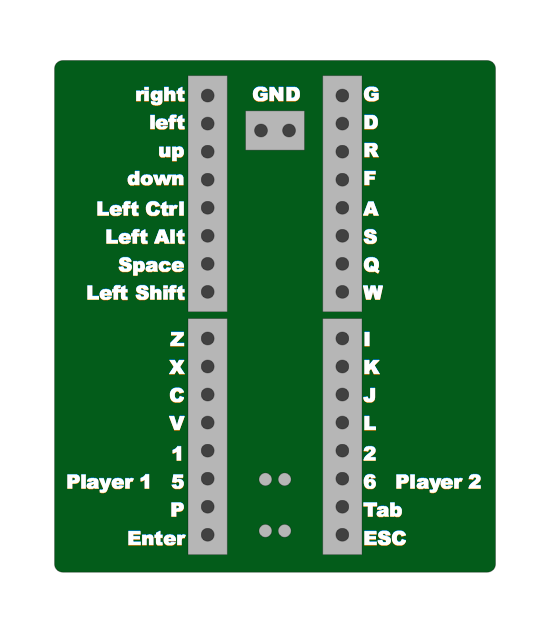 right GND G
left D
up R
down F
Left Ctrl A
Left Alt S
Space Q
Left Shift W
Z I
X K
C J
V L
1 2
Player 1 5 6 Player 2
P Tab
Enter ESC